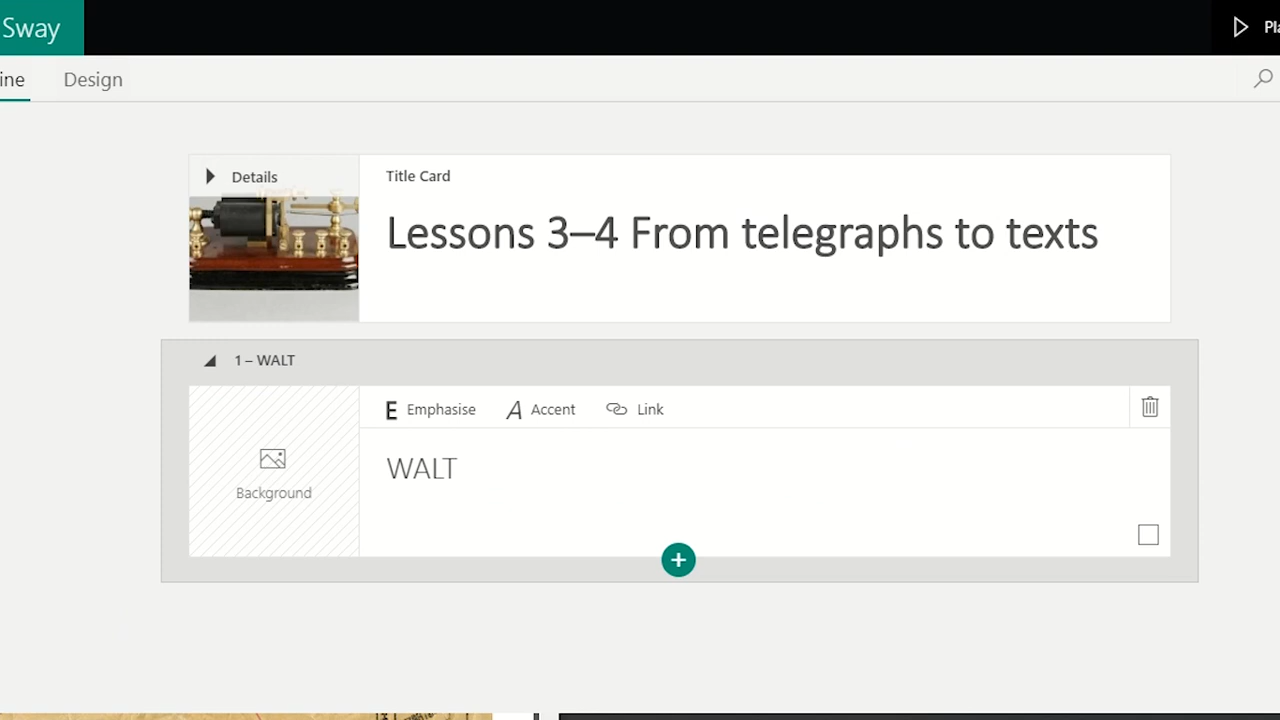 Sway
Pla
ine
Design
Details
Title Card
Lessons 3–4 From telegraphs to texts
1 – WALT
E Emphasise
A Accent
Link
Background
WALT